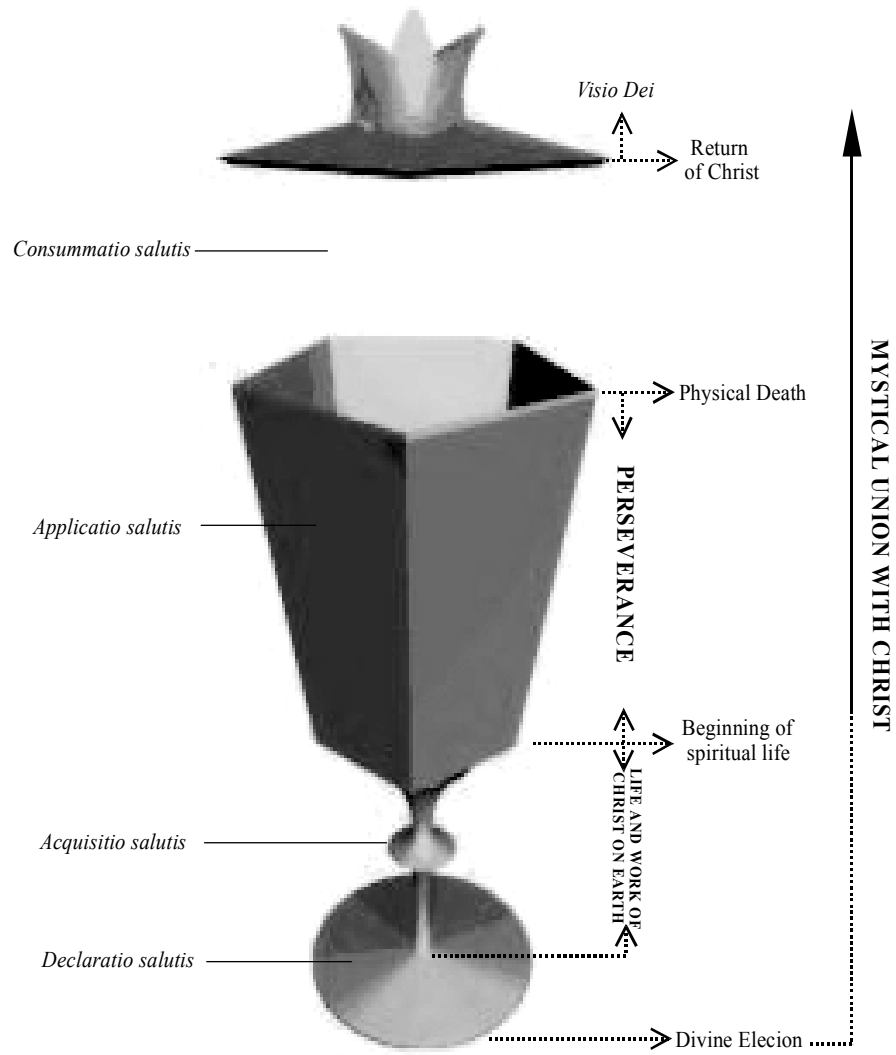 Visio Dei
Return
of Christ
Consummatio salutis
Physical Death
PERSEVERANCE
MYSTICAL UNION WITH CHRIST
Applicatio salutis
Beginning of
spiritual life
LIFE AND WORK OF
CHRIST ON EARTH
Acquisitio salutis
Declaratio salutis
Divine Elecion